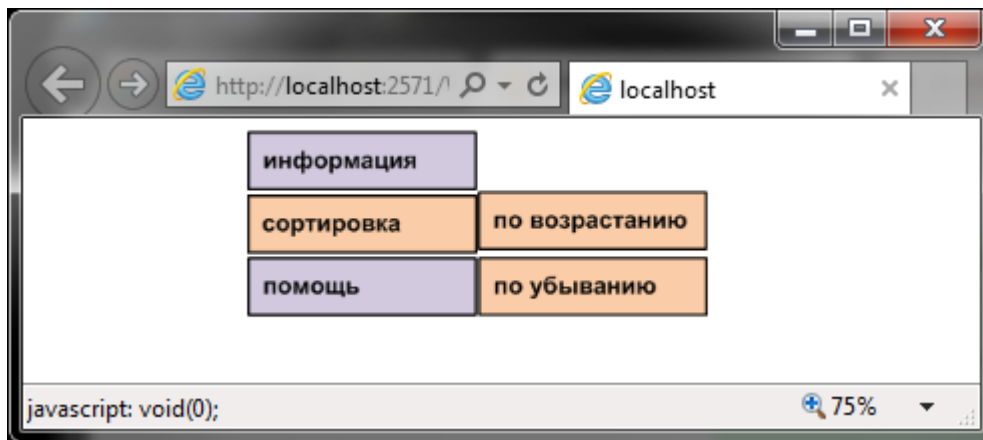 http://localhost:2571/
localhost
информация
сортировка
по возрастанию
помощь
по убыванию
javascript: void(0);
75%